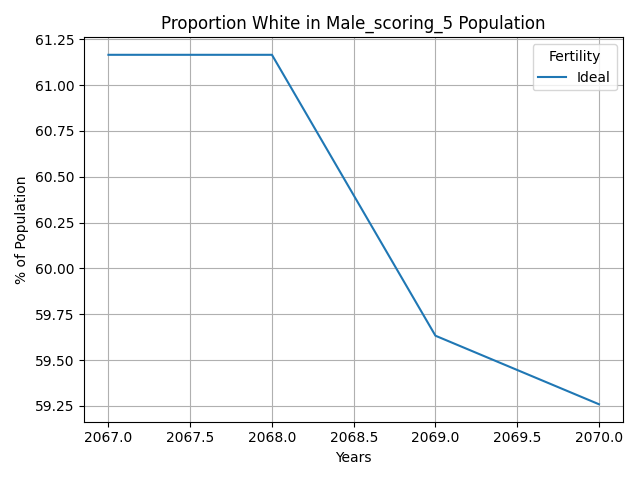 Proportion White in Male_scoring_5 Population
61.25
61.00
60.75
60.50
60.25
60.00
59.75
59.50
59.25
% of Population
Fertility
Ideal
2067.0 2067.5 2068.0 2068.5 2069.0 2069.5 2070.0
Years